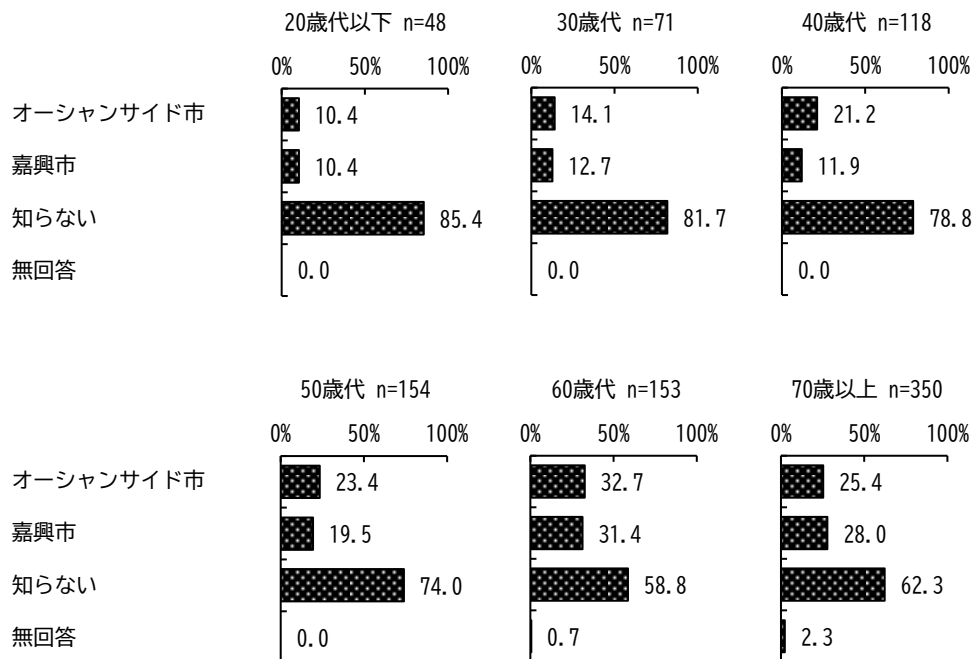 20歳代以下 n=48 30歳代 n=71 40歳代 n=118
0% 50% 100% 0% 50% 100% 0% 50% 100%
オーシャンサイド市 10.4 14.1 21.2
嘉興市 10.4 12.7 11.9
知らない 85.4 81.7 78.8
無回答 0.0 0.0 0.0
50歳代 n=154 60歳代 n=153 70歳以上 n=350
0% 50% 100% 0% 50% 100% 0% 50% 100%
オーシャンサイド市 23.4 32.7 25.4
嘉興市 19.5 31.4 28.0
知らない 74.0 58.8 62.3
無回答 0.0 0.7 2.3